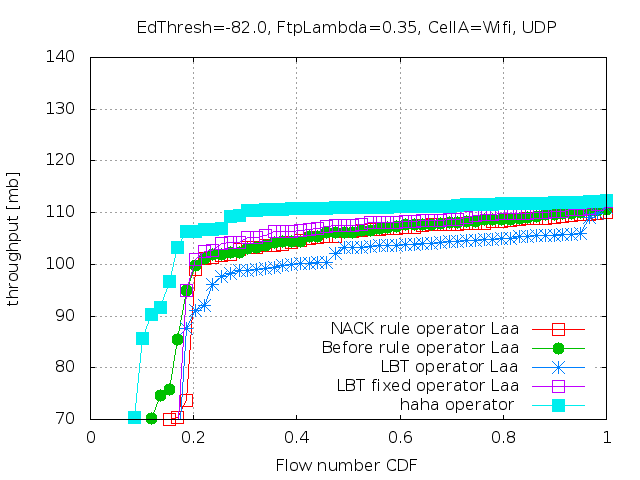 EdThresh=-82.0, FtpLambda=0.35, CellA=Wifi, UDP
140
130
120
110
100
90
80
70
throughput [mb]
NACK rule operator Laa
Before rule operator Laa
LBT operator Laa
LBT fixed operator Laa
haha operator
0
0.2
0.4
0.6
0.8
1
Flow number CDF